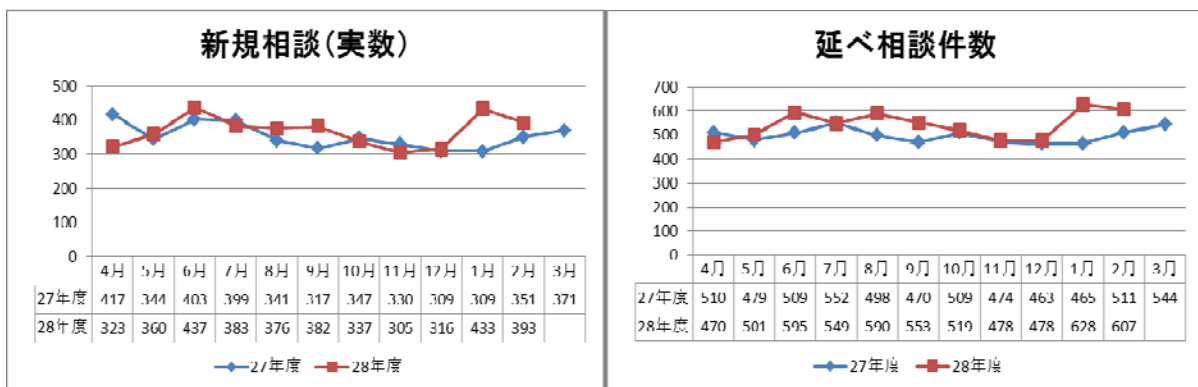 新規相談(実数)
500
400
300
200
100
0
4月 5月 6月 7月 8月 9月 10月 11月 12月 1月 2月 3月
27年度 417 344 403 399 341 317 347 330 309 309 351 371
28年度 323 360 437 383 376 382 337 305 316 433 393
27年度 28年度
延べ相談件数
700
600
500
400
300
200
100
0
4月 5月 6月 7月 8月 9月 10月 11月 12月 1月 2月 3月
27年度 510 479 509 552 498 470 509 474 463 465 511 544
28年度 470 501 595 549 590 553 519 478 478 628 607
27年度 28年度